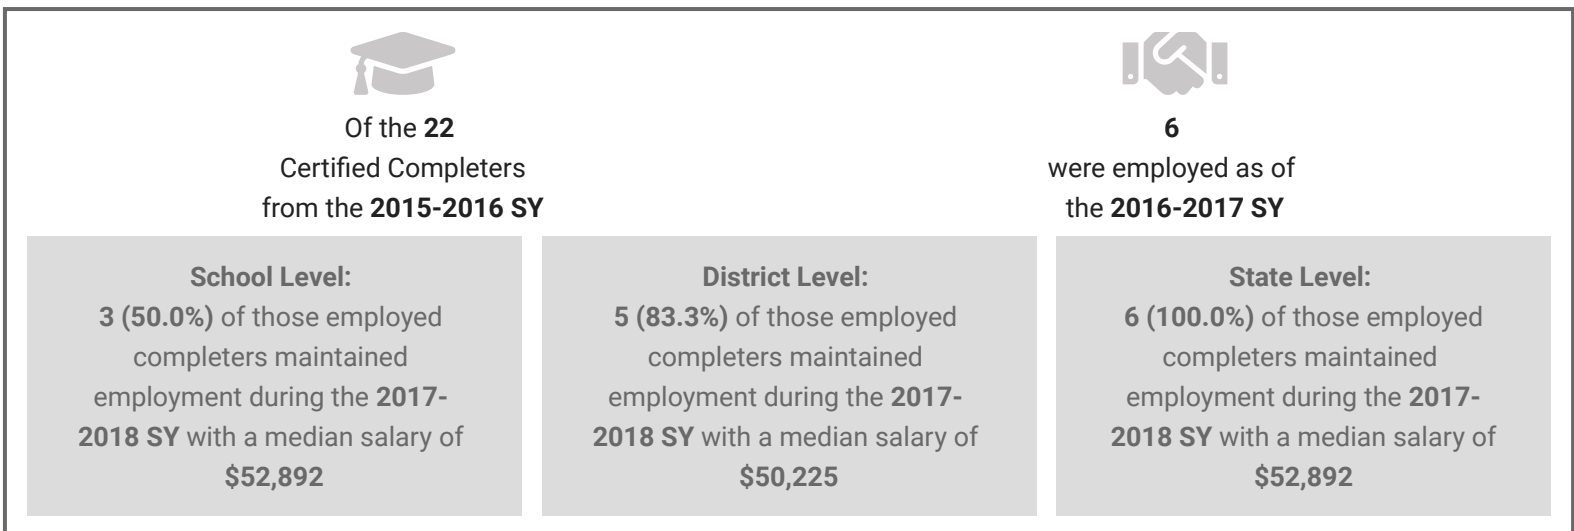 Of the 22
Certified Completers
from the 2015-2016 SY
6
were employed as of
the 2016-2017 SY
School Level:
3 (50.0%) of those employed
completers maintained
employment during the 2017-
2018 SY with a median salary of
$52,892
District Level:
5 (83.3%) of those employed
completers maintained
employment during the 2017-
2018 SY with a median salary of
$50,225
State Level:
6 (100.0%) of those employed
completers maintained
employment during the 2017-
2018 SY with a median salary of
$52,892